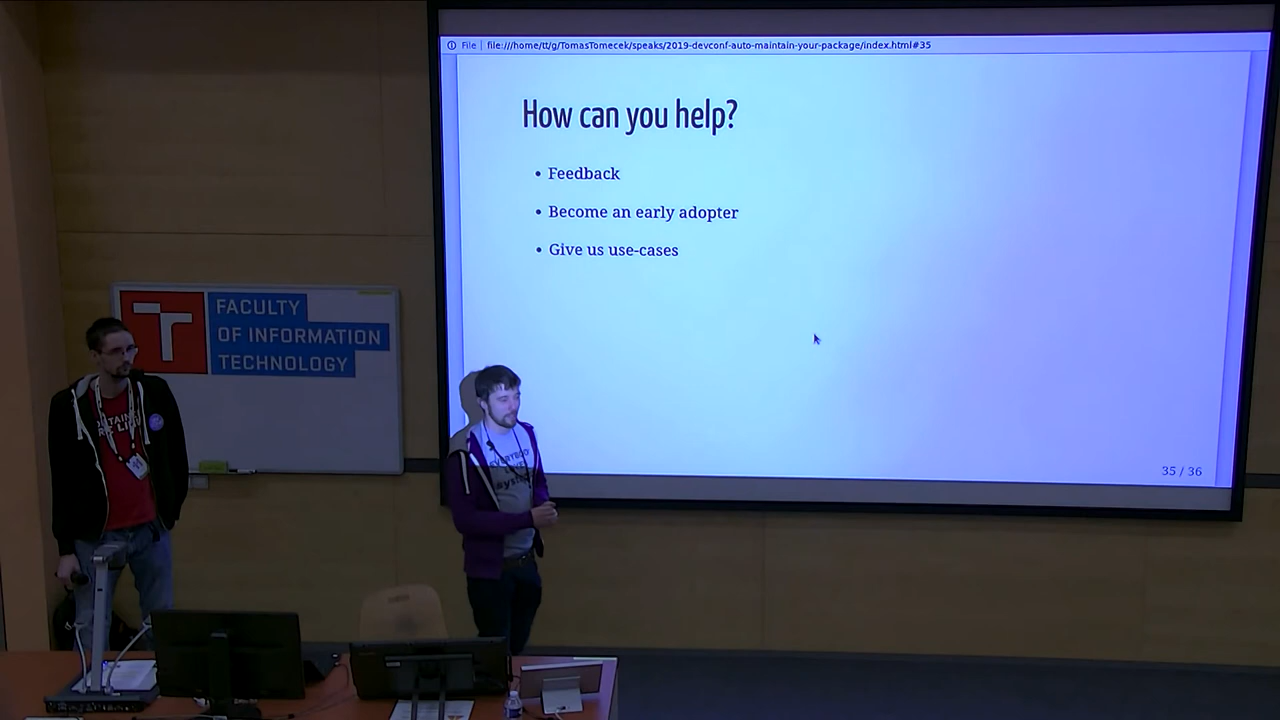 File file:///home/tt/g/TomasTomecek/speaks/2019-devconf-auto-maintain-your-package/index.html#35
How can you help?
• Feedback
• Become an early adopter
• Give us use-cases
35 / 36
FACULTY
OF INFORMATION
TECHNOLOGY